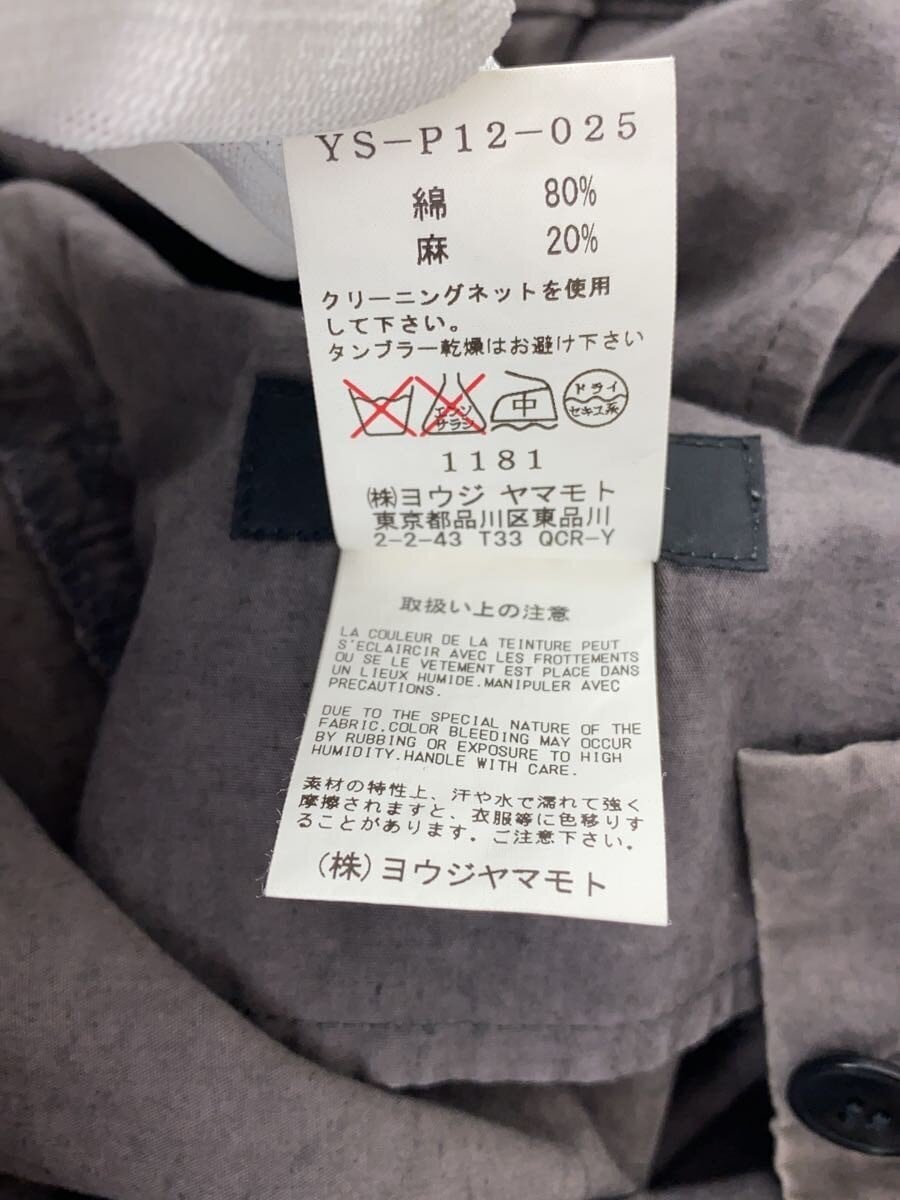 YS-P12-025
綿 80%
麻 20%
クリーニングネットを使用
して下さい。
タンブラー乾燥はお避け下さい
エンソ
サラシ
中
ドライ
セキユ系
1181
㈱ヨウジ ヤマモト
東京都品川区東品川
2-2-43 T33 QCR-Y
取扱い上の注意
LA COULEUR DE LA TEINTURE PEUT
S'ECLAIRCIR AVEC LES FROTTEMENTS
OU SE LE VETEMENT EST PLACE DANS
UN LIEUX HUMIDE.MANIPULER AVEC
PRECAUTIONS.
DUE TO THE SPECIAL NATURE OF THE
FABRIC,COLOR BLEEDING MAY OCCUR
BY RUBBING OR EXPOSURE TO HIGH
HUMIDITY.HANDLE WITH CARE.
素材の特性上、汗や水で濡れて強く
摩擦されますと、衣服等に色移りす
ることがあります。ご注意下さい。
(株)ヨウジヤマモト